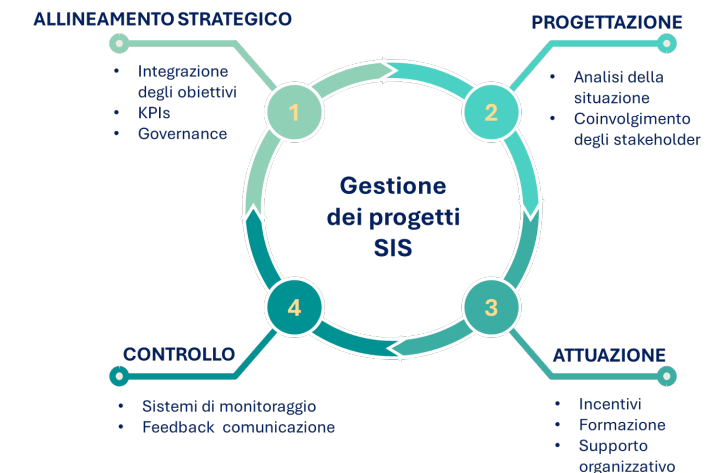 ALLINEAMENTO STRATEGICO
• Integrazione
degli obiettivi
• KPIs
• Governance
1
PROGETTAZIONE
• Analisi della
situazione
• Coinvolgimento
degli stakeholder
2
Gestione
dei progetti
SIS
4
CONTROLLO
• Sistemi di monitoraggio
• Feedback comunicazione
3
ATTUAZIONE
• Incentivi
• Formazione
• Supporto
organizzativo